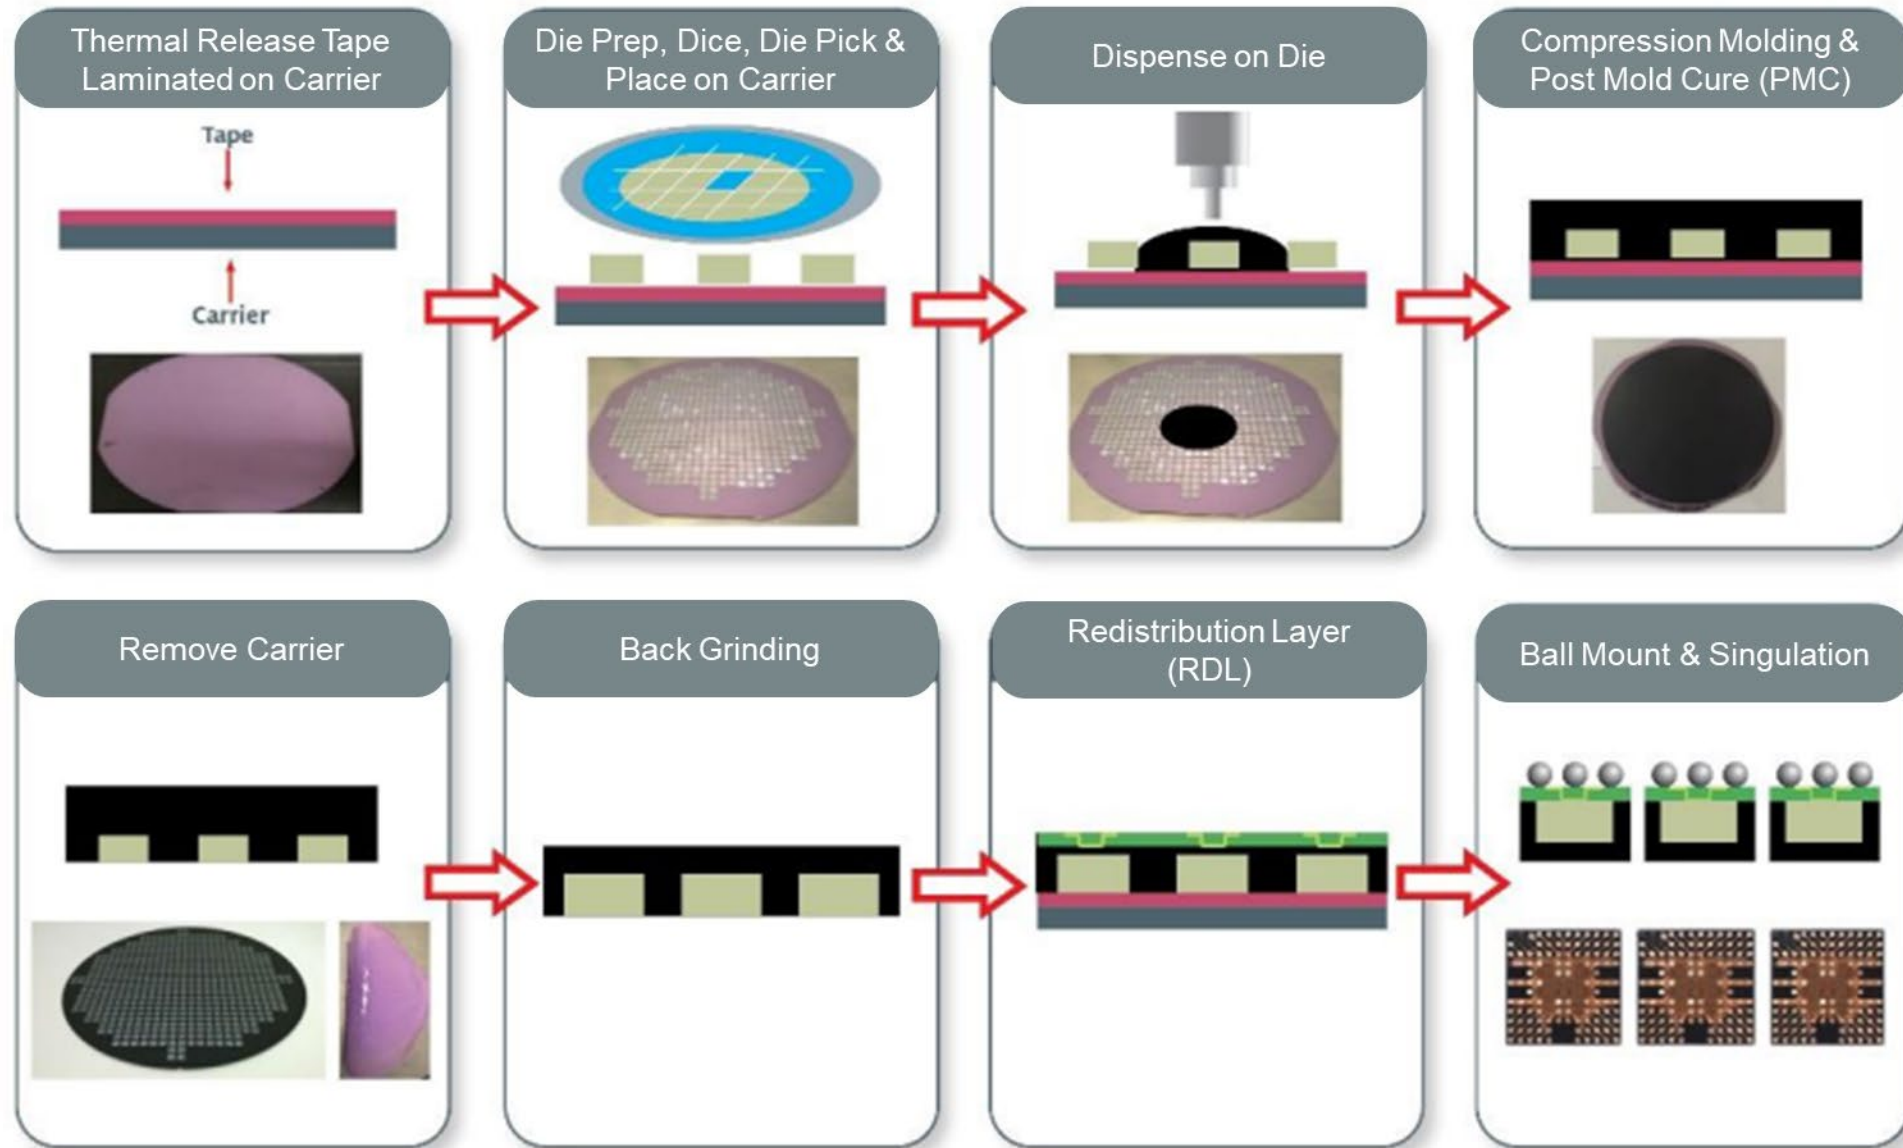 Thermal Release Tape
Laminated on Carrier
Tape
Carrier
Die Prep, Dice, Die Pick &
Place on Carrier
Dispense on Die
Compression Molding &
Post Mold Cure (PMC)
Remove Carrier
Back Grinding
Redistribution Layer
(RDL)
Ball Mount & Singulation